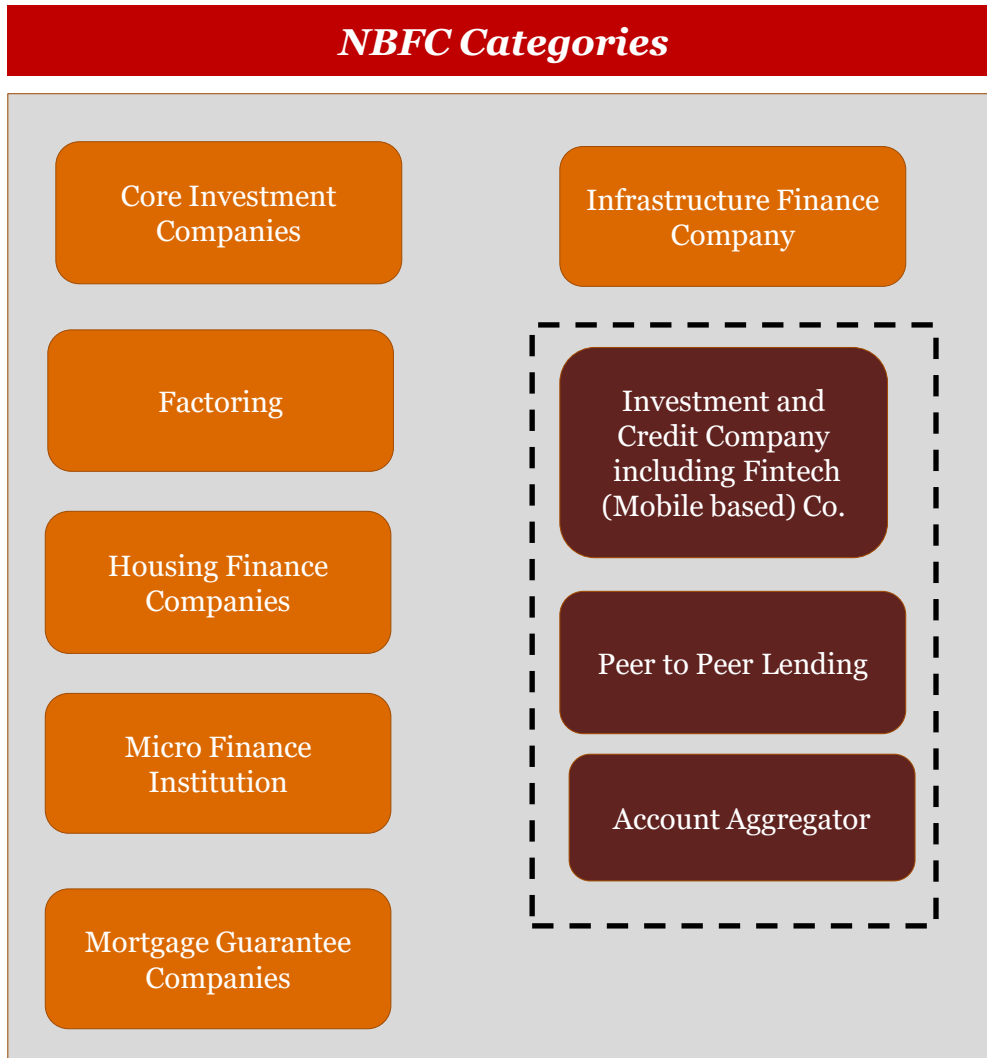 NBFC Categories
Core Investment
Companies
Infrastructure Finance
Company
Factoring
Investment and
Credit Company
including Fintech
(Mobile based) Co.
Housing Finance
Companies
Peer to Peer Lending
Micro Finance
Institution
Account Aggregator
Mortgage Guarantee
Companies